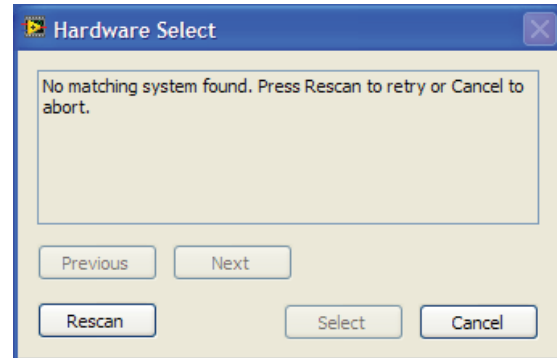 Hardware Select
No matching system found. Press Rescan to retry or Cancel to
abort.
Previous Next
Rescan Select Cancel